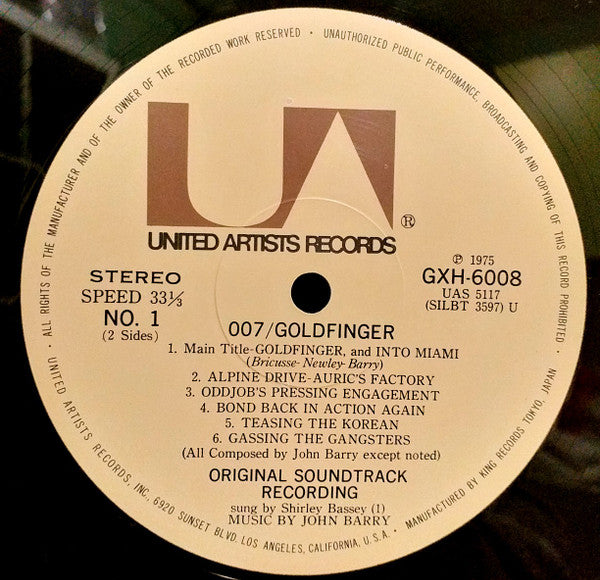 · ALL RIGHTS OF THE MANUFACTURER AND OF THE OWNER OF THE RECORDED WORK RESERVED · UNAUTHORIZED PUBLIC PERFORMANCE, BROADCASTING AND COPYING OF THIS RECORD PROHIBITED ·
UA
®
UNITED ARTISTS RECORDS
STEREO
SPEED 33⅓
NO. 1
(2 Sides)
℗ 1975
GXH-6008
UAS 5117
(SILBT 3597) U
007/GOLDFINGER
1. Main Title-GOLDFINGER, and INTO MIAMI
(Bricusse-Newley-Barry)
2. ALPINE DRIVE-AURIC'S FACTORY
3. ODDJOB'S PRESSING ENGAGEMENT
4. BOND BACK IN ACTION AGAIN
5. TEASING THE KOREAN
6. GASSING THE GANGSTERS
(All Composed by John Barry except noted)
ORIGINAL SOUNDTRACK
RECORDING
sung by Shirley Bassey (I)
MUSIC BY JOHN BARRY
· UNITED ARTISTS RECORDS, INC., 6920 SUNSET BLVD. LOS ANGELES, CALIFORNIA, U.S.A. · MANUFACTURED BY KING RECORDS TOKYO, JAPAN